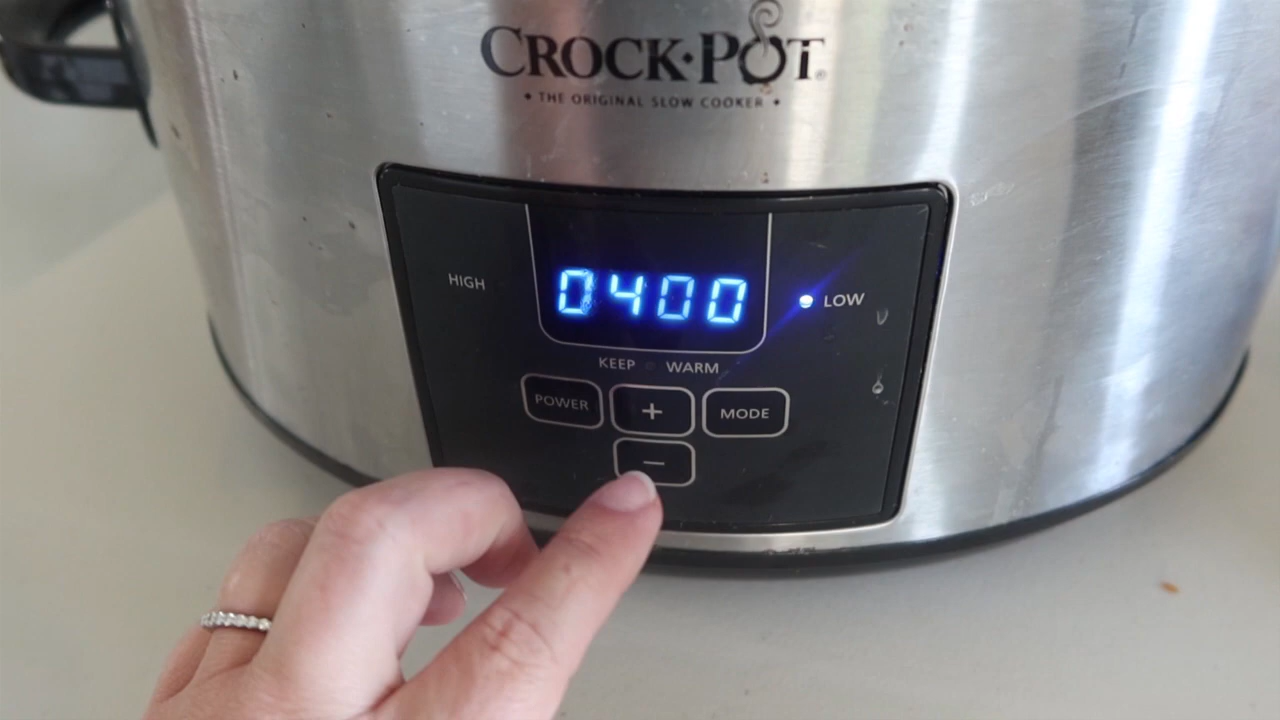 CROCK·POT®
• THE ORIGINAL SLOW COOKER •
HIGH
0400
LOW
KEEP WARM
POWER
+
MODE
−